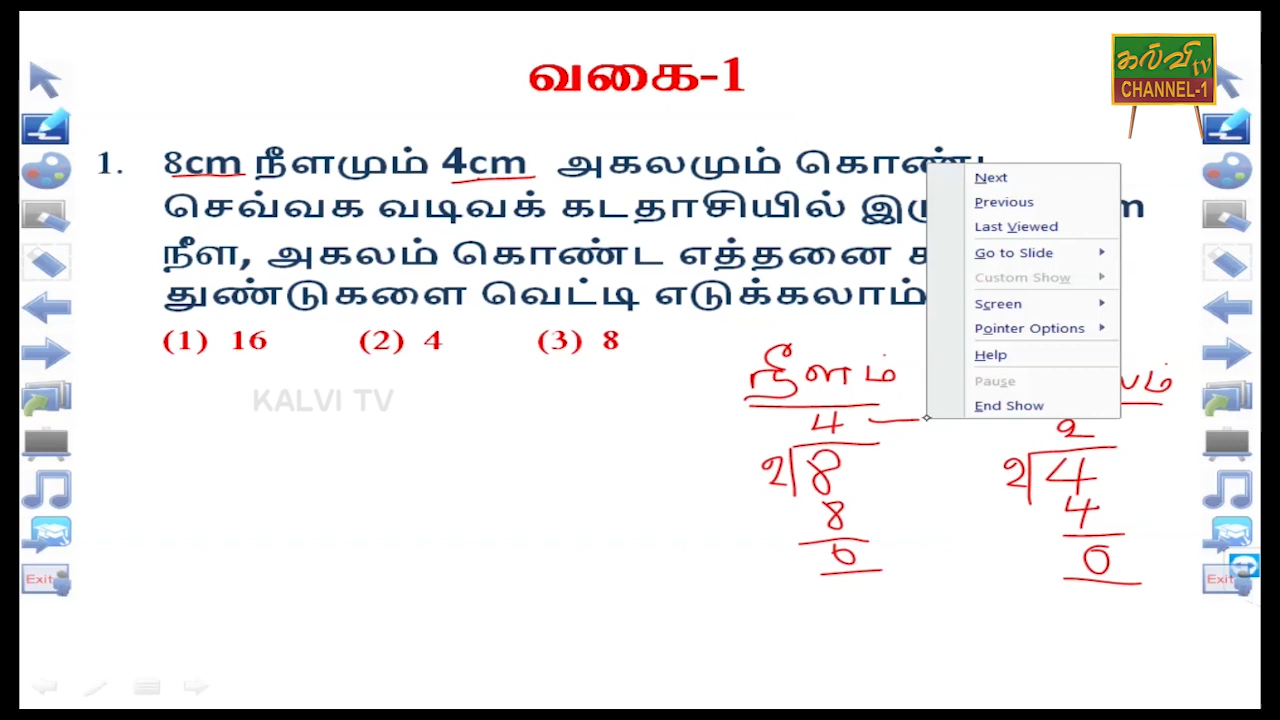 வகை-1
கல்வி tv
CHANNEL-1
1. 8cm நீளமும் 4cm அகலமும் கொண்ட
செவ்வக வடிவக் கடதாசியில்
நீள, அகலம் கொண்ட எத்தனை
துண்டுகளை வெட்டி எடுக்கலாம்
(1) 16 (2) 4 (3) 8
KALVI TV
Next
Previous
Last Viewed
Go to Slide
Custom Show
Screen
Pointer Options
Help
Pause
End Show
நீளம்
4 2
2 8 2 4
8 4
0 0
Exit Exit